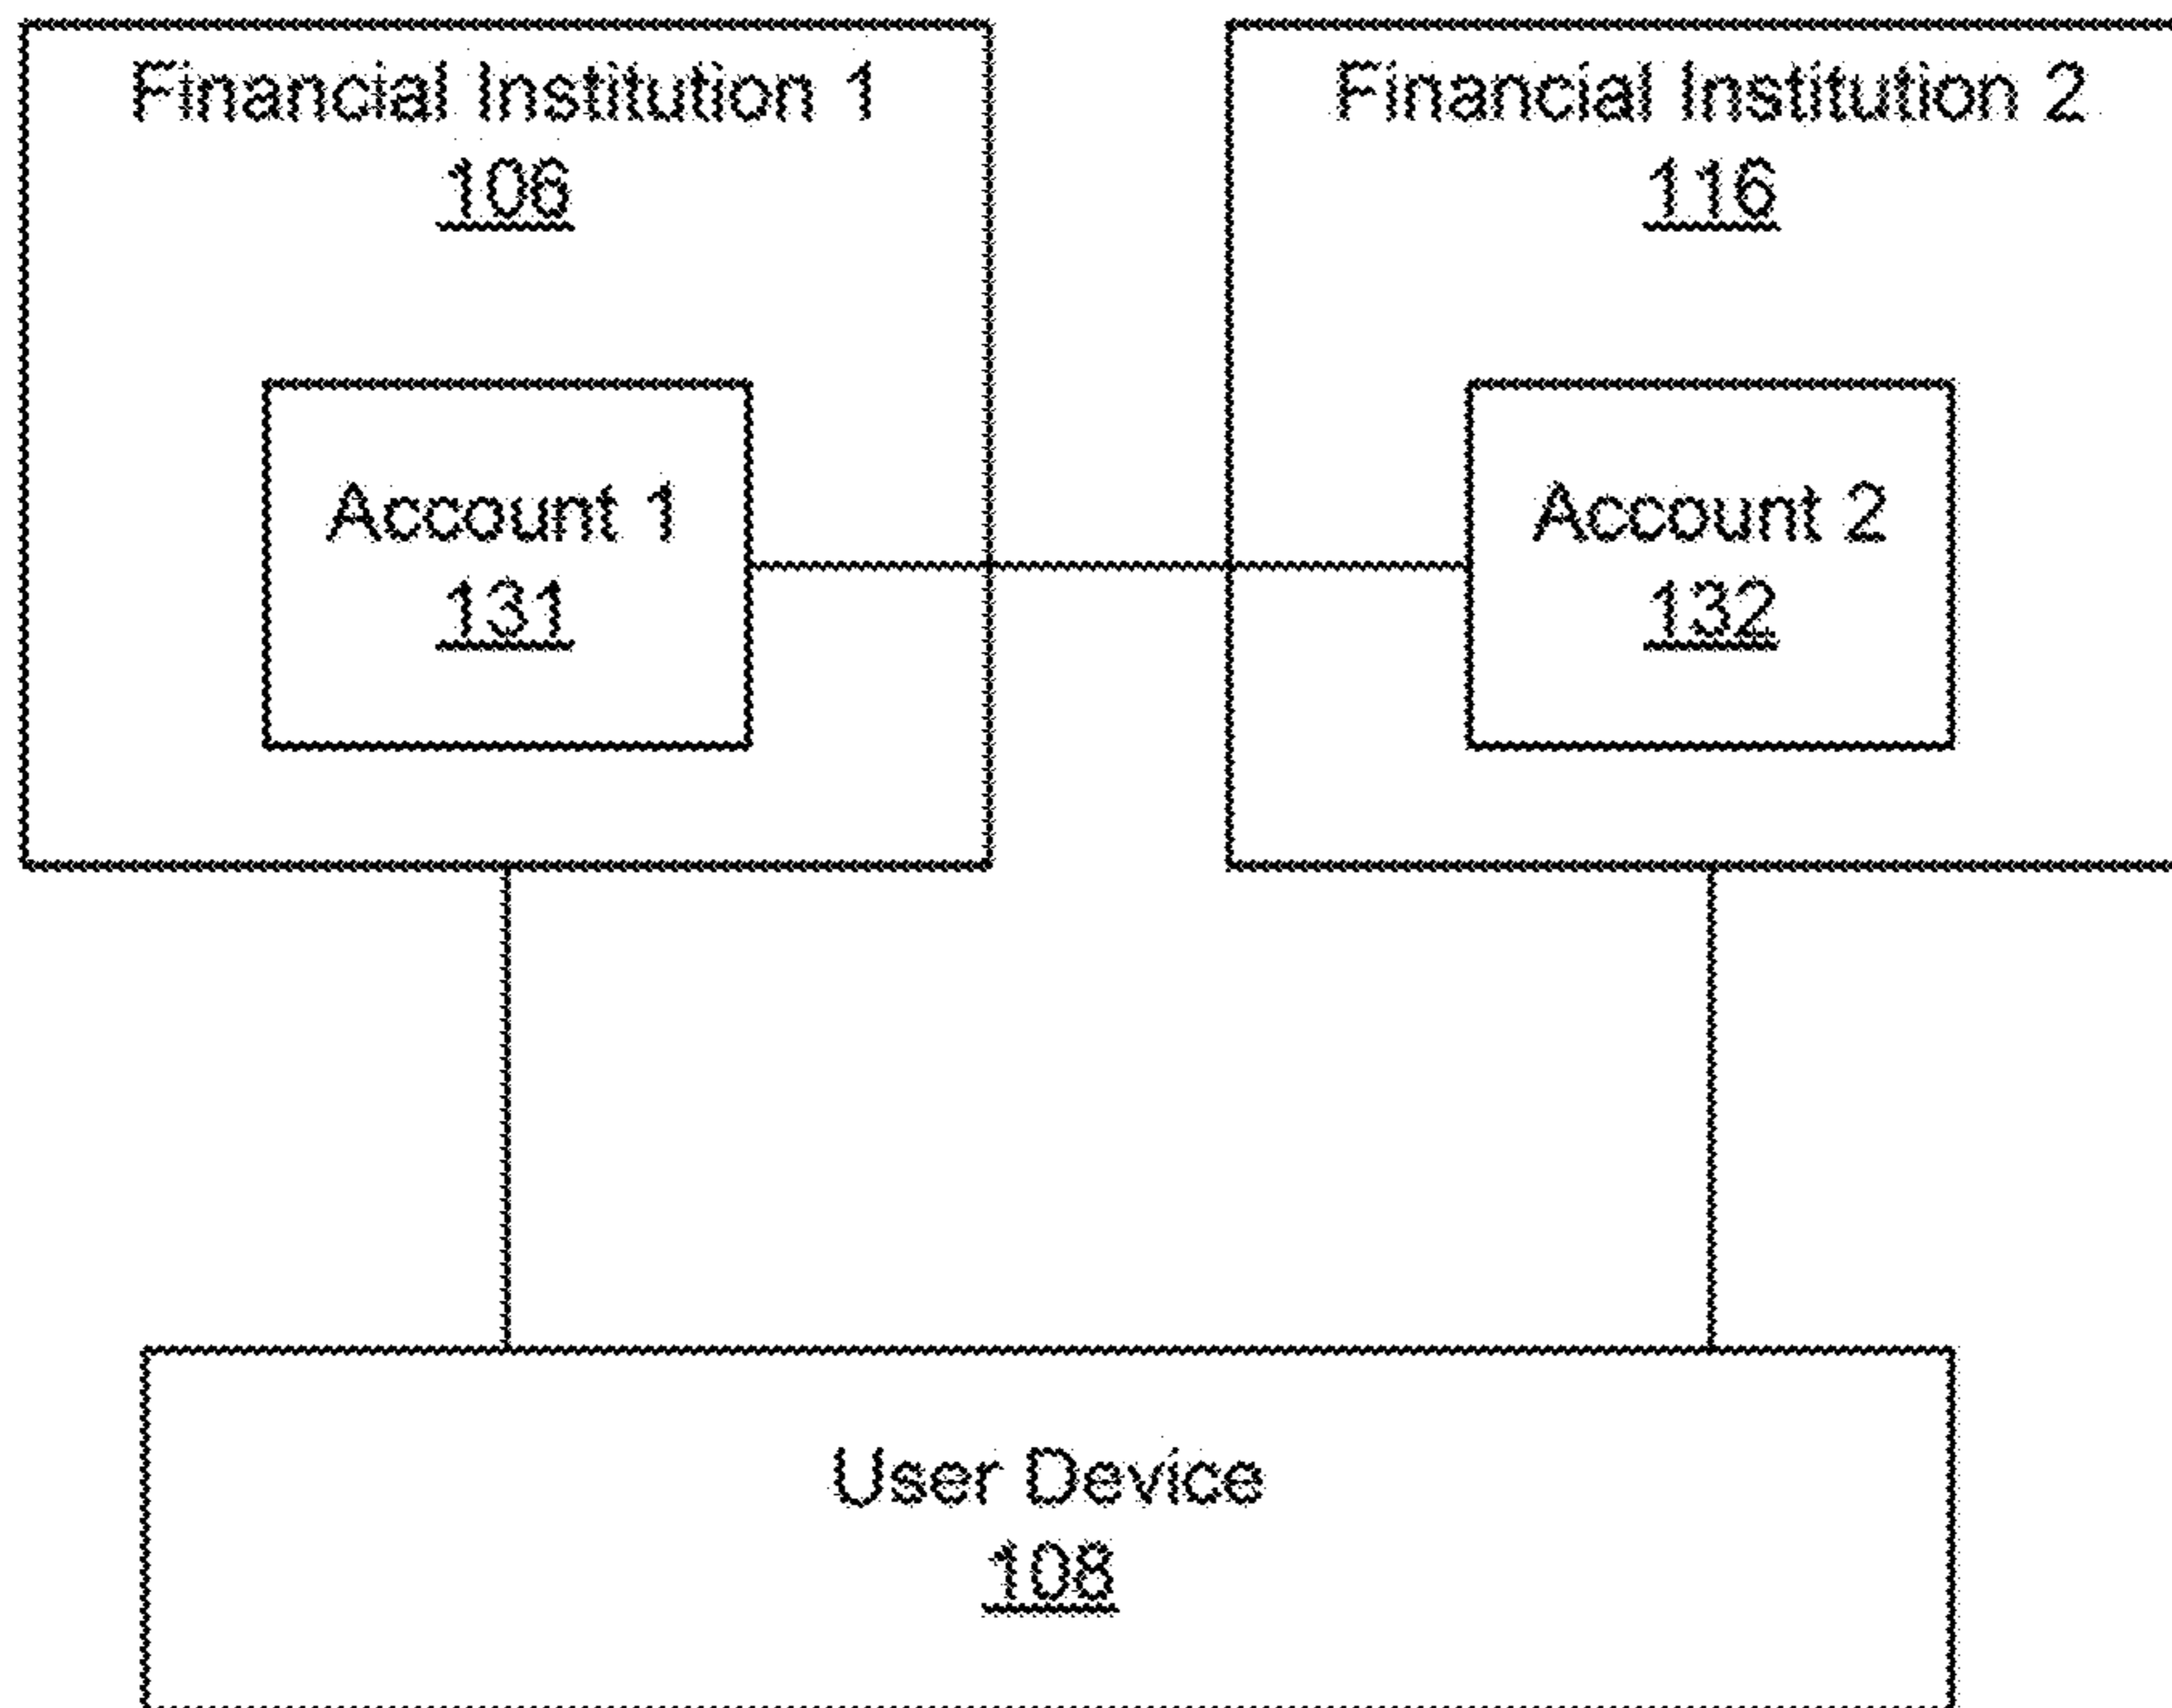 Financial Institution 1
106
Financial Institution 2
116
Account 1
131
Account 2
132
User Device
108